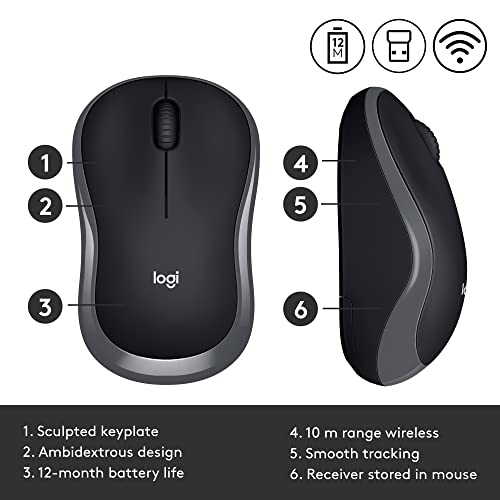 12
M
1
2
3
logi
4
5
6
1. Sculpted keyplate
2. Ambidextrous design
3. 12-month battery life
4. 10 m range wireless
5. Smooth tracking
6. Receiver stored in mouse